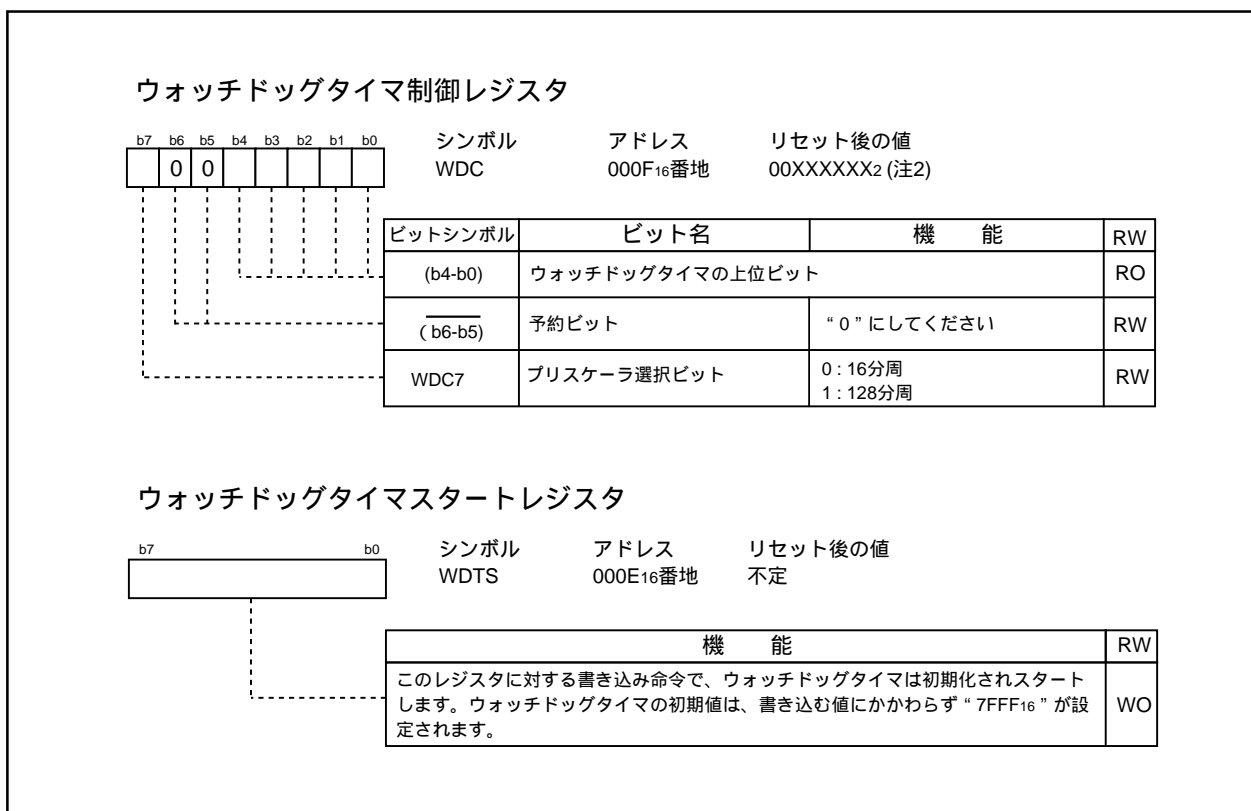 ウォッチドッグタイマ制御レジスタ
b7 b6 b5 b4 b3 b2 b1 b0
0 0
シンボル アドレス リセット後の値
WDC 000F16番地 00XXXXXX2 (注2)
ビットシンボル ビット名 機 能 RW
(b4-b0) ウォッチドッグタイマの上位ビット RO
(b6-b5) 予約ビット “0”にしてください RW
WDC7 プリスケーラ選択ビット 0 : 16分周 RW
1 : 128分周
ウォッチドッグタイマスタートレジスタ
b7 b0
シンボル アドレス リセット後の値
WDTS 000E16番地 不定
機 能 RW
このレジスタに対する書き込み命令で、ウォッチドッグタイマは初期化されスタート
します。ウォッチドッグタイマの初期値は、書き込む値にかかわらず“7FFF16”が設
定されます。
WO